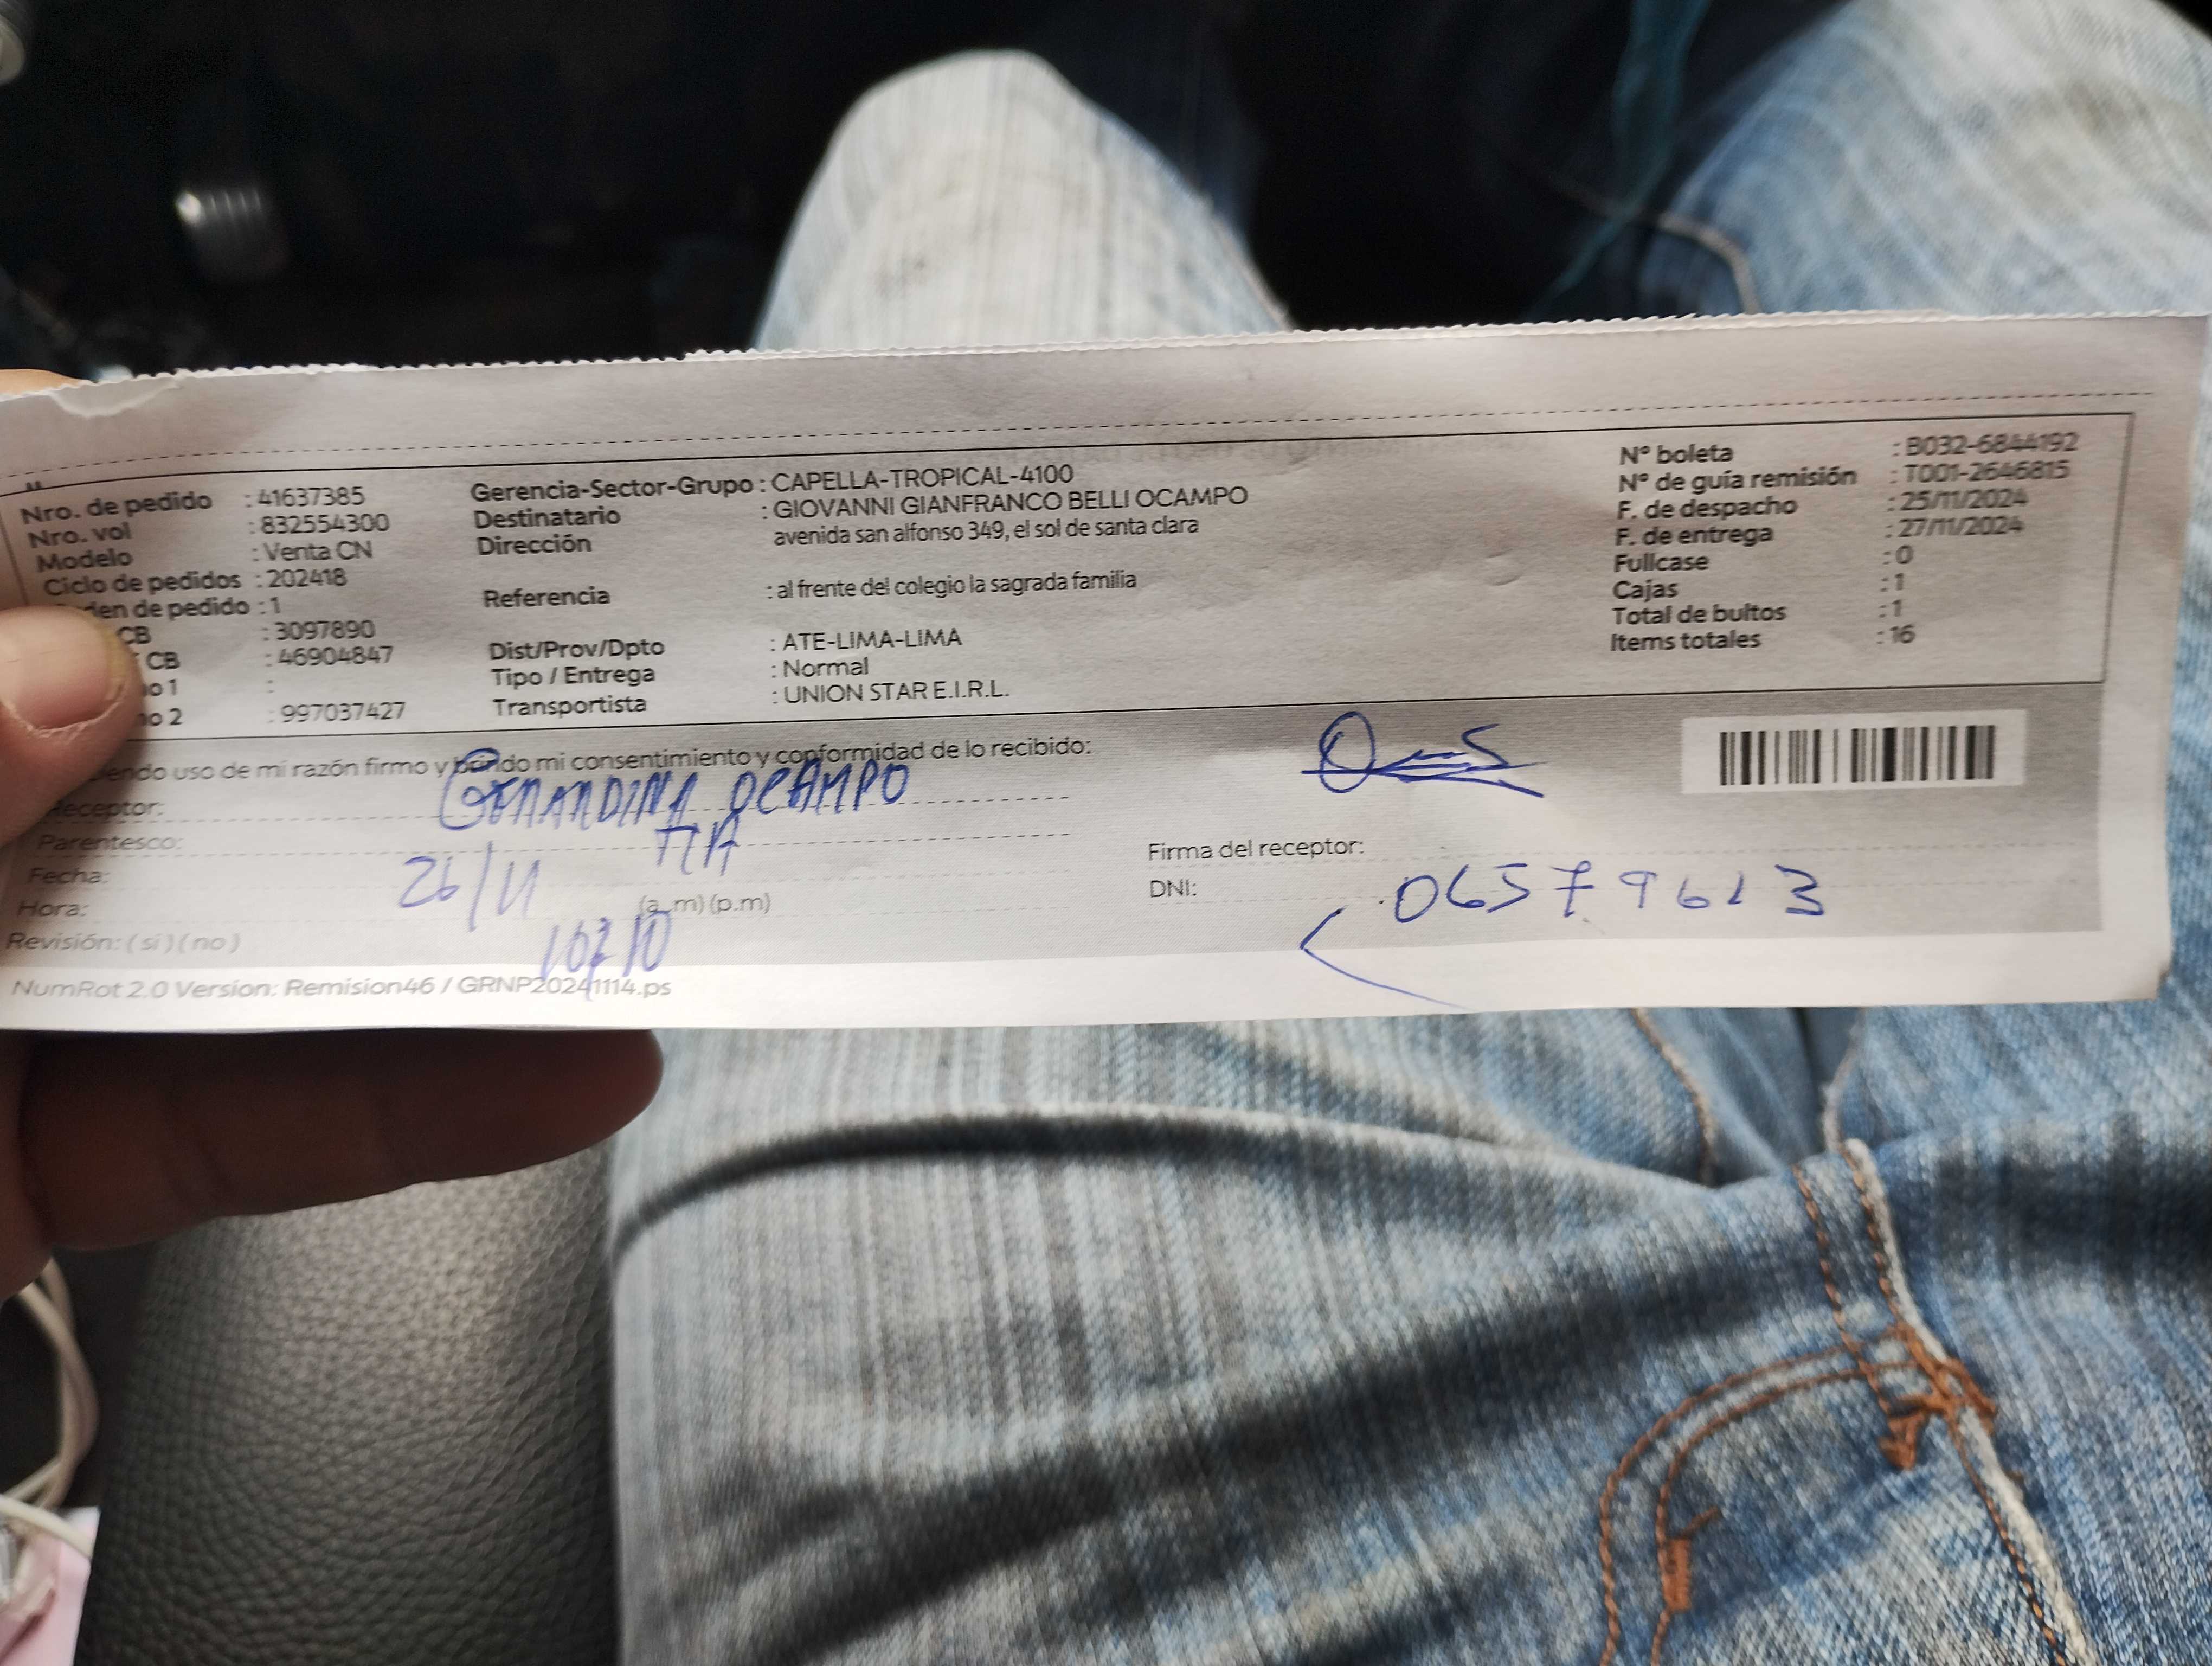 Nro. de pedido : 41637385
Nro. vol : 832554300
Modelo : Venta CN
Ciclo de pedidos : 202418
den de pedido : 1
CB : 3097890
CB : 46904847
no 1 :
no 2 : 997037427
Gerencia-Sector-Grupo : CAPELLA-TROPICAL-4100
Destinatario : GIOVANNI GIANFRANCO BELLI OCAMPO
Dirección avenida san alfonso 349, el sol de santa clara
Referencia : al frente del colegio la sagrada familia
Dist/Prov/Dpto : ATE-LIMA-LIMA
Tipo / Entrega : Normal
Transportista : UNION STAR E.I.R.L.
N° boleta : B032-6844192
N° de guía remisión : T001-2646815
F. de despacho : 25/11/2024
F. de entrega : 27/11/2024
Fullcase : 0
Cajas : 1
Total de bultos : 1
Items totales : 16
endo uso de mi razón firmo y brindo mi consentimiento y conformidad de lo recibido:
Receptor: OCAMPO
Parentesco: TIA
Fecha: 26/11
Hora: (a.m) (p.m)
Revisión: ( si ) ( no )
Firma del receptor:
DNI: 06579613
NumRot 2.0 Version: Remision46 / GRNP20241114.ps